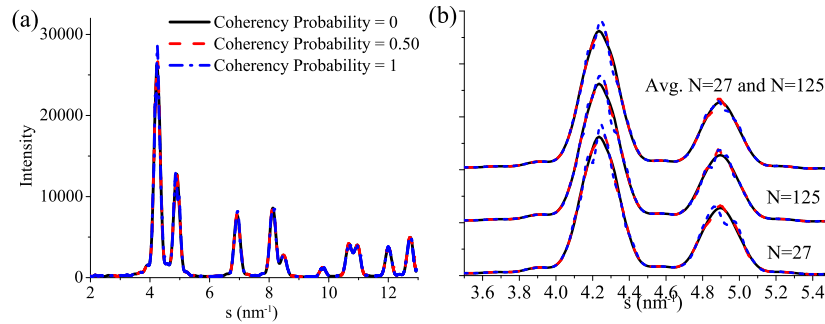 (a)
Coherency Probability = 0
Coherency Probability = 0.50
Coherency Probability = 1
30000
20000
10000
0
Intensity
2 4 6 8 10 12
s (nm⁻¹)
(b)
Avg. N=27 and N=125
N=125
N=27
3.6 3.8 4.0 4.2 4.4 4.6 4.8 5.0 5.2 5.4
s (nm⁻¹)